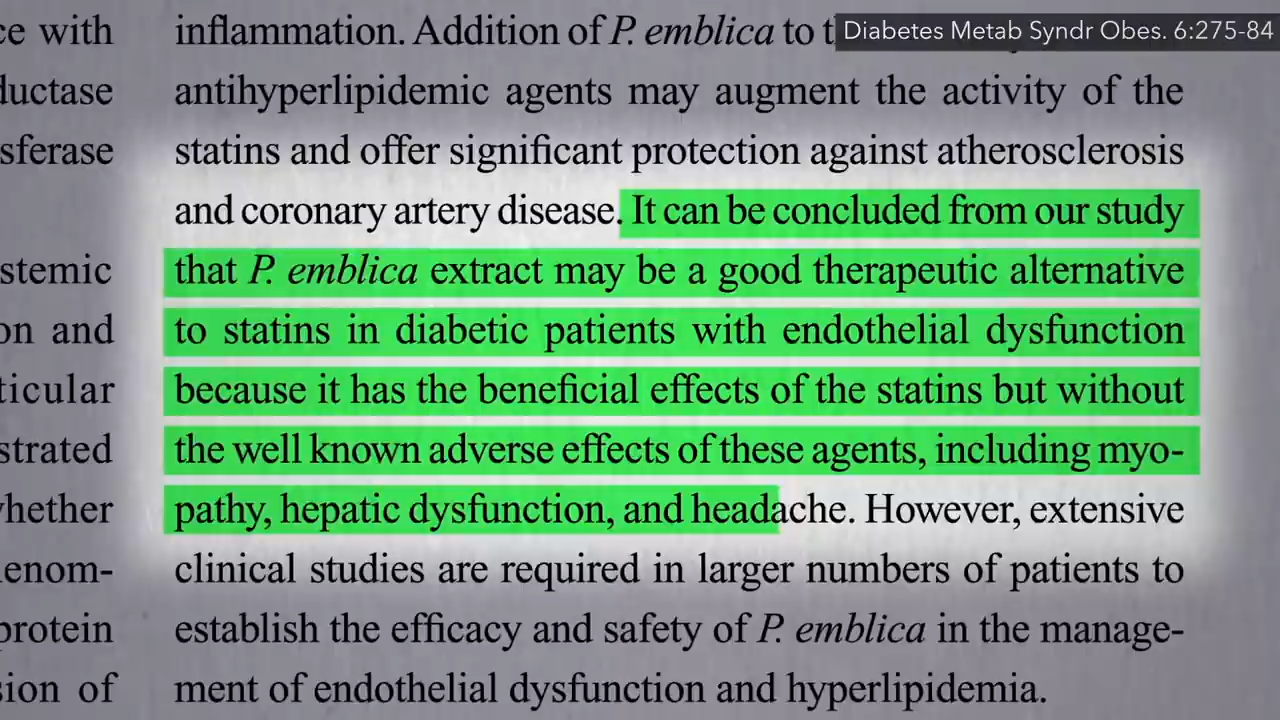 Diabetes Metab Syndr Obes. 6:275-84
ce with
ductase
sferase
stemic
on and
ticular
strated
whether
enom-
protein
sion of
inflammation. Addition of P. emblica to
antihyperlipidemic agents may augment the activity of the
statins and offer significant protection against atherosclerosis
and coronary artery disease. It can be concluded from our study
that P. emblica extract may be a good therapeutic alternative
to statins in diabetic patients with endothelial dysfunction
because it has the beneficial effects of the statins but without
the well known adverse effects of these agents, including myo-
pathy, hepatic dysfunction, and headache. However, extensive
clinical studies are required in larger numbers of patients to
establish the efficacy and safety of P. emblica in the manage-
ment of endothelial dysfunction and hyperlipidemia.